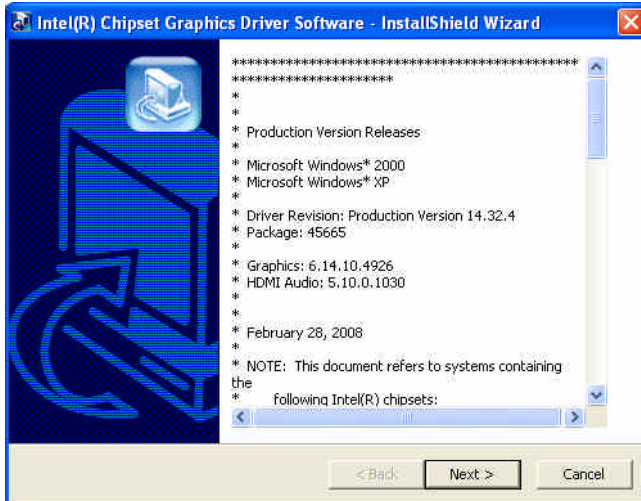 Intel(R) Chipset Graphics Driver Software - InstallShield Wizard
*********************************************
*********************
*
*
* Production Version Releases
*
* Microsoft Windows* 2000
* Microsoft Windows* XP
*
* Driver Revision: Production Version 14.32.4
* Package: 45665
*
* Graphics: 6.14.10.4926
* HDMI Audio: 5.10.0.1030
*
*
* February 28, 2008
*
* NOTE: This document refers to systems containing
the
* following Intel(R) chipsets:
< Back
Next >
Cancel